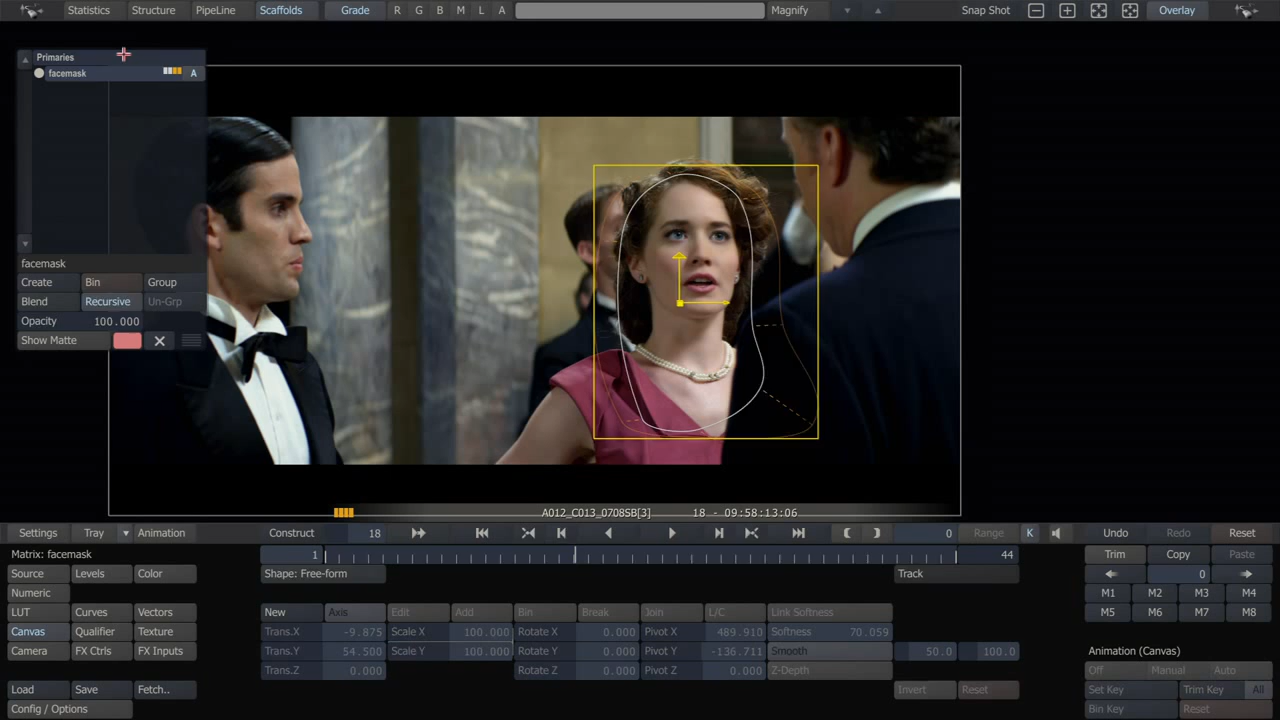 Statistics Structure PipeLine Scaffolds Grade R G B M L A Magnify Snap Shot Overlay
Primaries
facemask A
facemask
Create Bin Group
Blend Recursive Un-Grp
Opacity 100.000
Show Matte
A012_C013_0708SB[3] 18 - 09:58:13:06
Settings Tray Animation Construct 18 0 Range K Undo Redo Reset
Matrix: facemask 1 44 Trim Copy Paste
Source Levels Color Shape: Free-form Track 0
Numeric M1 M2 M3 M4
LUT Curves Vectors New Axis Edit Add Bin Break Join L/C Link Softness M5 M6 M7 M8
Canvas Qualifier Texture Trans.X -9.875 Scale X 100.000 Rotate X 0.000 Pivot X 489.910 Softness 70.059
Camera FX Ctrls FX Inputs Trans.Y 54.500 Scale Y 100.000 Rotate Y 0.000 Pivot Y -136.711 Smooth 50.0 100.0 Animation (Canvas)
Trans.Z 0.000 Rotate Z 0.000 Pivot Z 0.000 Z-Depth Off Manual Auto
Load Save Fetch.. Invert Reset Set Key Trim Key All
Config / Options Bin Key Reset